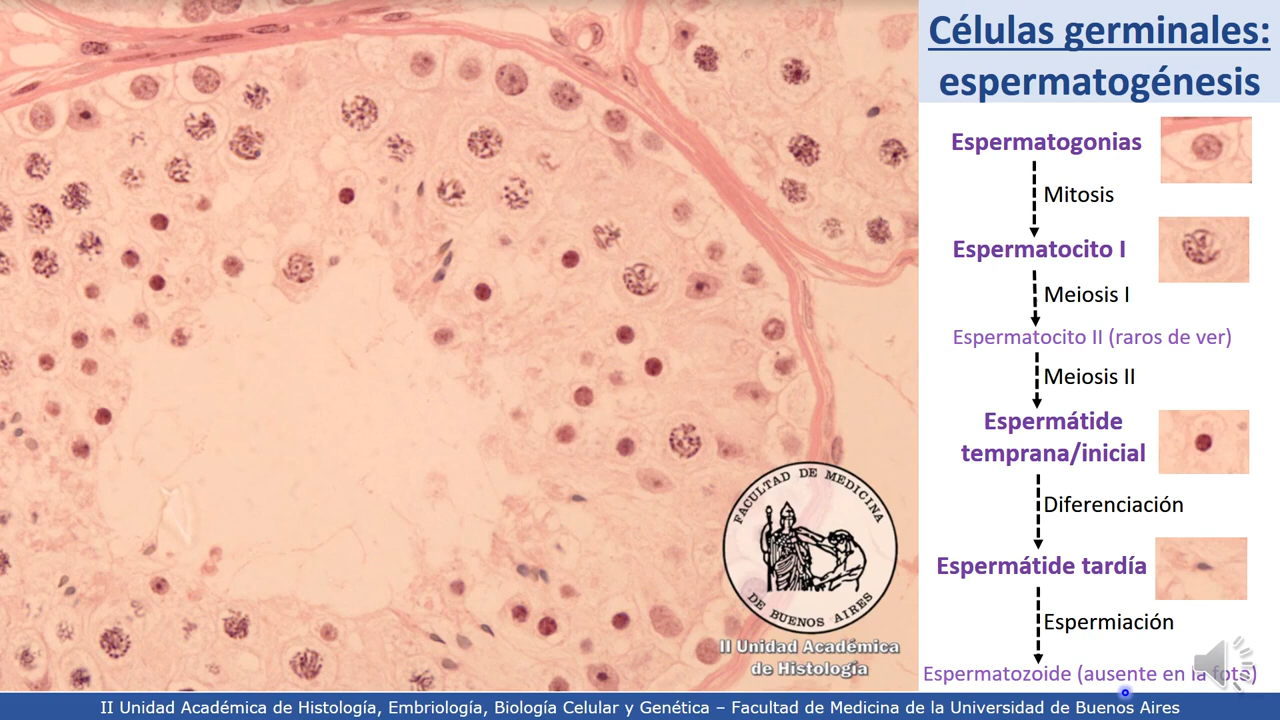 Células germinales:
espermatogénesis
Espermatogonias
Mitosis
Espermatocito I
Meiosis I
Espermatocito II (raros de ver)
Meiosis II
Espermátide
temprana/inicial
Diferenciación
Espermátide tardía
Espermiación
Espermatozoide (ausente en la foto)
FACULTAD DE MEDICINA
DE BUENOS AIRES
II Unidad Académica
de Histología
II Unidad Académica de Histología, Embriología, Biología Celular y Genética – Facultad de Medicina de la Universidad de Buenos Aires